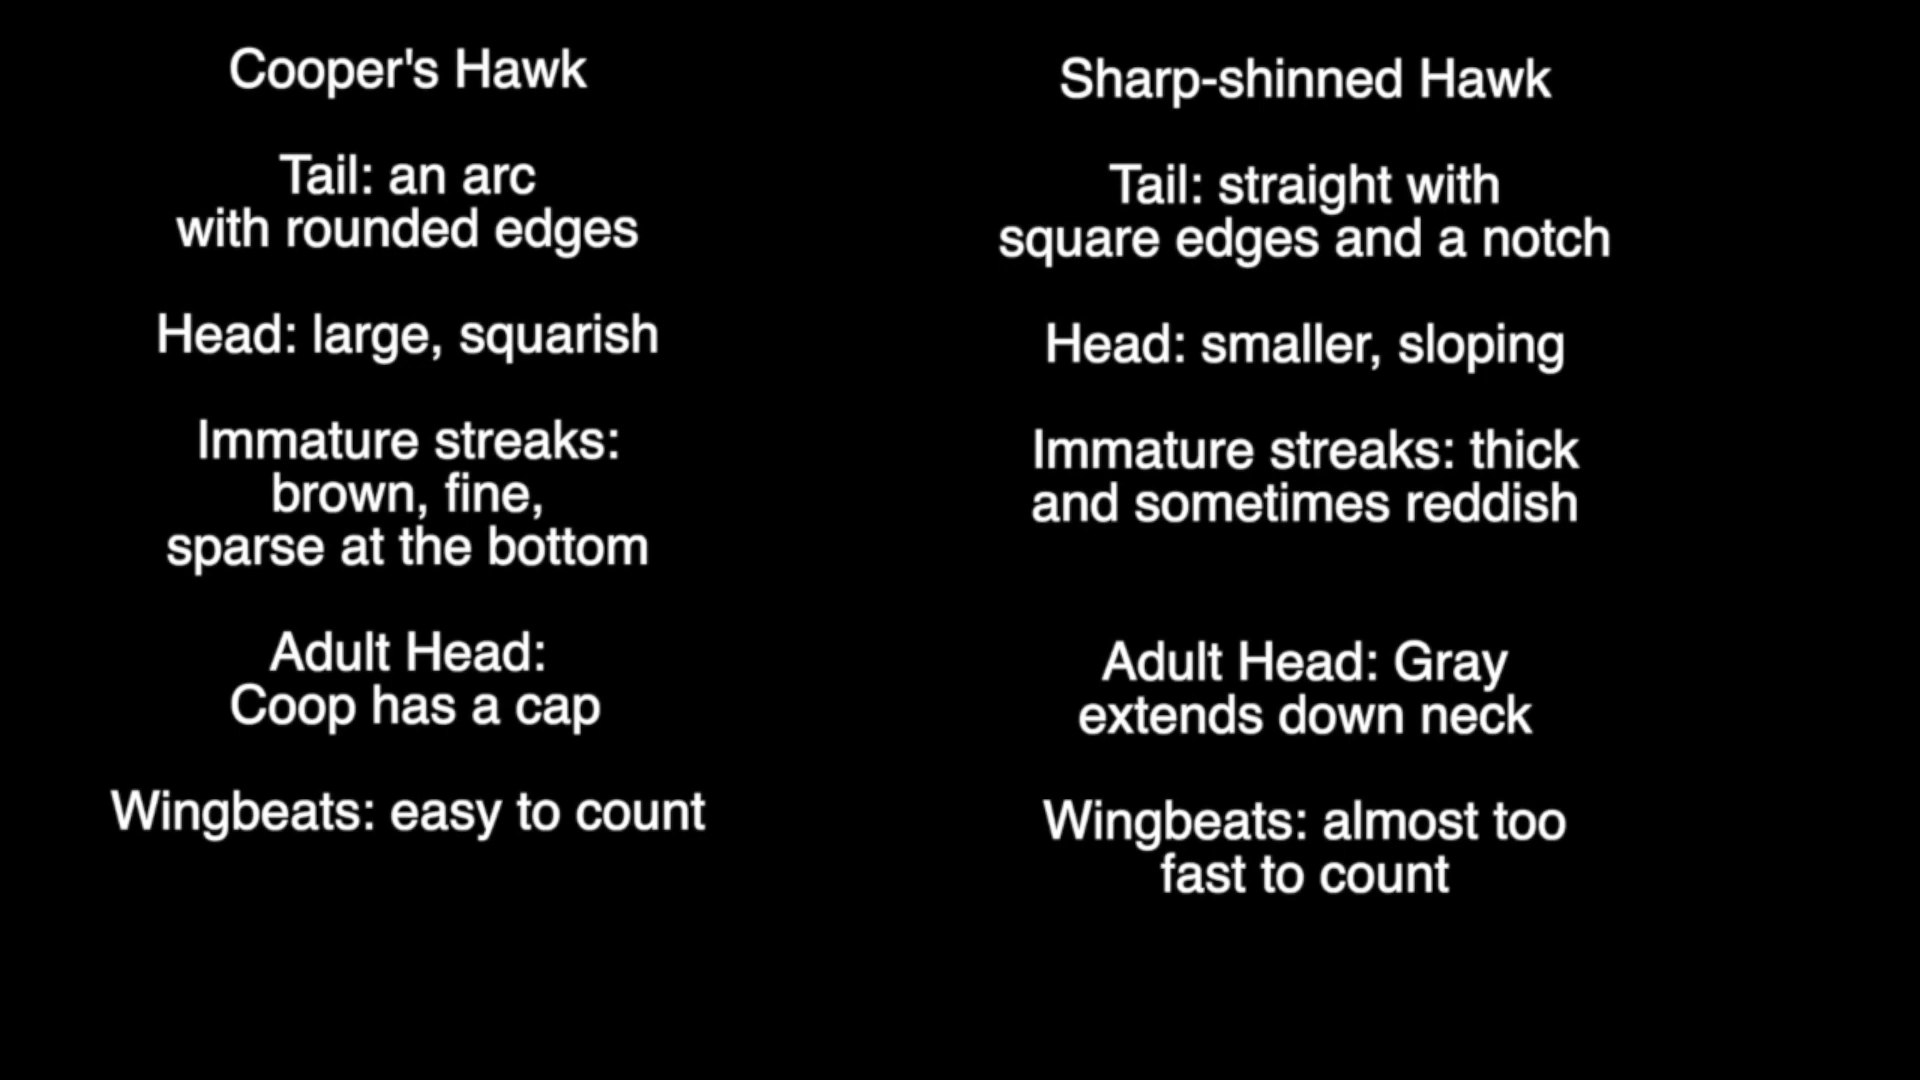 Cooper's Hawk
Tail: an arc
with rounded edges
Head: large, squarish
Immature streaks:
brown, fine,
sparse at the bottom
Adult Head:
Coop has a cap
Wingbeats: easy to count
Sharp-shinned Hawk
Tail: straight with
square edges and a notch
Head: smaller, sloping
Immature streaks: thick
and sometimes reddish
Adult Head: Gray
extends down neck
Wingbeats: almost too
fast to count